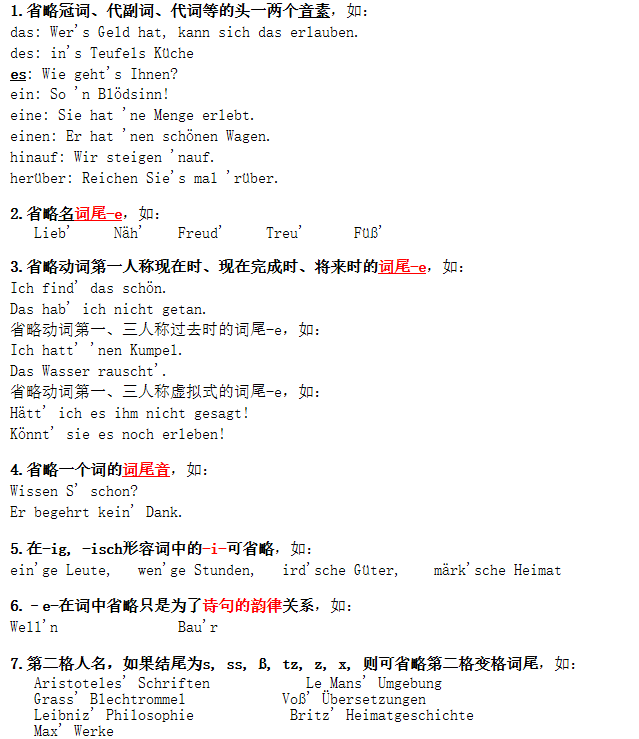 1.省略冠词、代副词、代词等的头一两个音素，如：
das: Wer's Geld hat, kann sich das erlauben.
des: in's Teufels Küche
es: Wie geht's Ihnen?
ein: So 'n Blödsinn!
eine: Sie hat 'ne Menge erlebt.
einen: Er hat 'nen schönen Wagen.
hinauf: Wir steigen 'nauf.
herüber: Reichen Sie's mal 'rüber.
2.省略名词尾-e，如：
Lieb' Näh' Freud' Treu' Füß'
3.省略动词第一人称现在时、现在完成时、将来时的词尾-e，如：
Ich find' das schön.
Das hab' ich nicht getan.
省略动词第一、三人称过去时的词尾-e，如：
Ich hatt' 'nen Kumpel.
Das Wasser rauscht'.
省略动词第一、三人称虚拟式的词尾-e，如：
Hätt' ich es ihm nicht gesagt!
Könnt' sie es noch erleben!
4.省略一个词的词尾音，如：
Wissen S' schon?
Er begehrt kein' Dank.
5.在-ig, -isch形容词中的-i-可省略，如：
ein'ge Leute, wen'ge Stunden, ird'sche Güter, märk'sche Heimat
6. –e-在词中省略只是为了诗句的韵律关系，如：
Well'n Bau'r
7.第二格人名，如果结尾为s, ss, ß, tz, z, x, 则可省略第二格变格词尾，如：
Aristoteles' Schriften Le Mans' Umgebung
Grass' Blechtrommel Voß' Übersetzungen
Leibniz' Philosophie Britz' Heimatgeschichte
Max' Werke